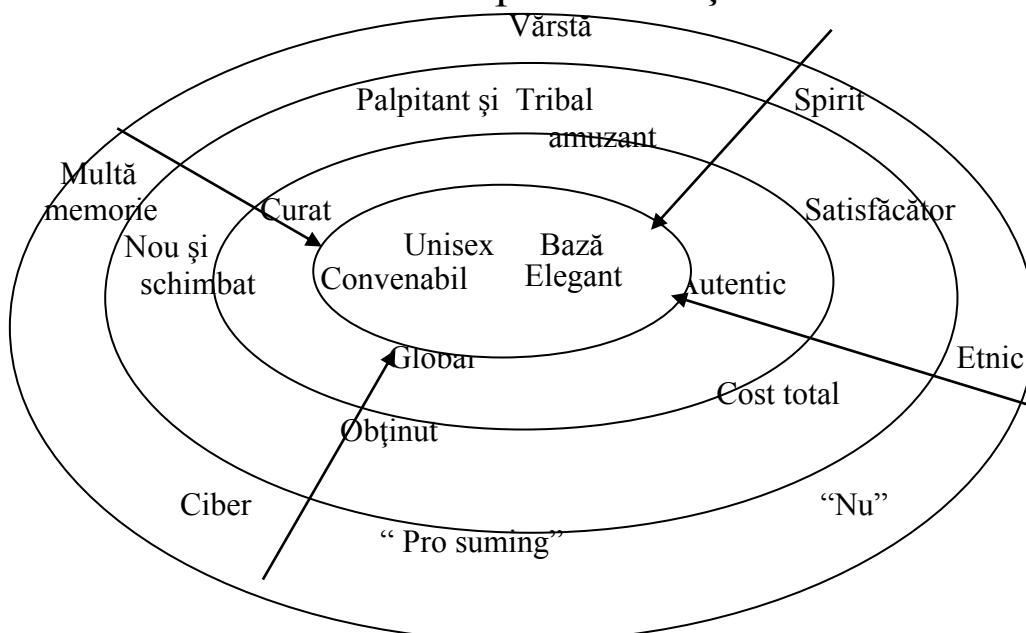 Vărstă
Palpitant şi Tribal
Spirit
amuzant
Multă
memorie
Curat
Satisfăcător
Nou şi
schimbat
Unisex Bază
Convenabil Elegant
Autentic
Global
Etnic
Cost total
Obţinut
Ciber
“Nu”
“ Pro suming”